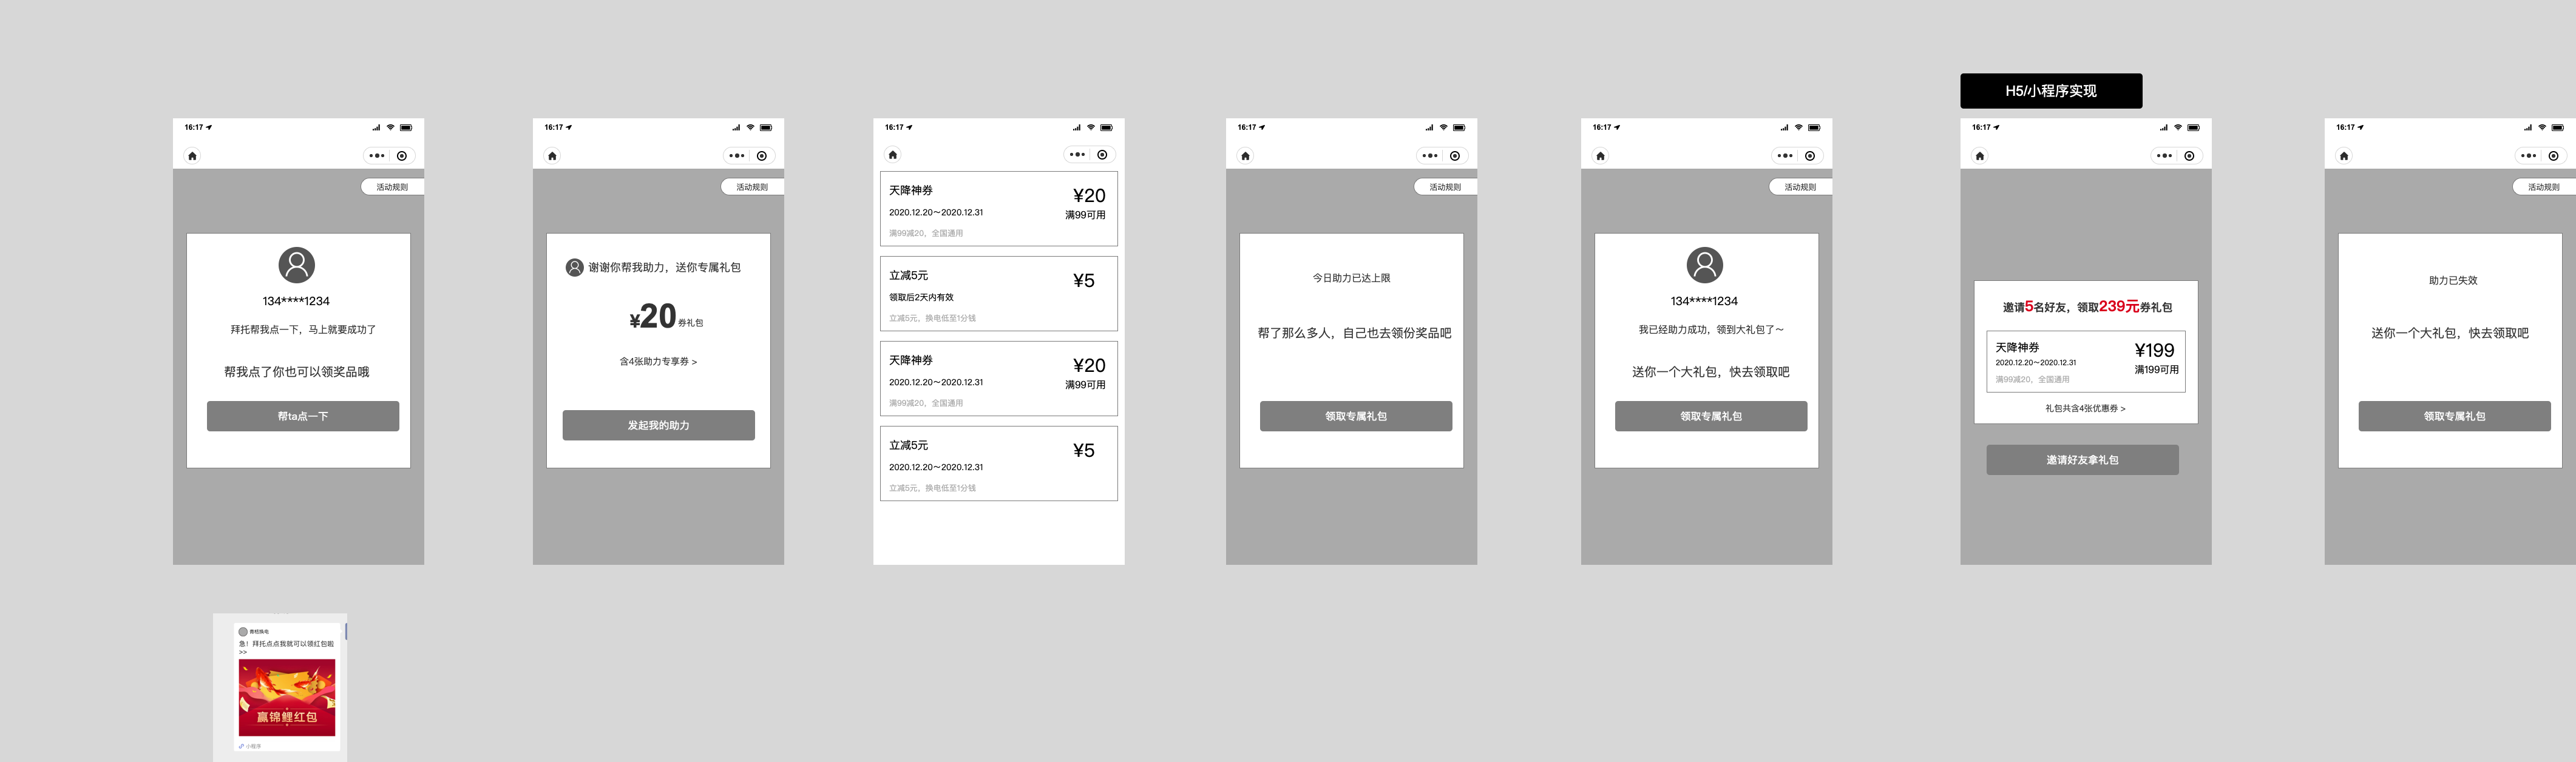 H5/小程序实现
16:17
活动规则
134****1234
拜托帮我点一下，马上就要成功了
帮我点了你也可以领奖品哦
帮ta点一下
16:17
活动规则
谢谢你帮我助力，送你专属礼包
¥20 券礼包
含4张助力专享券 >
发起我的助力
16:17
天降神券
¥20
2020.12.20～2020.12.31
满99可用
满99减20，全国通用
立减5元
¥5
领取后2天内有效
立减5元，换电低至1分钱
天降神券
¥20
2020.12.20～2020.12.31
满99可用
满99减20，全国通用
立减5元
¥5
2020.12.20～2020.12.31
立减5元，换电低至1分钱
16:17
活动规则
今日助力已达上限
帮了那么多人，自己也去领份奖品吧
领取专属礼包
16:17
活动规则
134****1234
我已经助力成功，领到大礼包了～
送你一个大礼包，快去领取吧
领取专属礼包
16:17
邀请5名好友，领取239元券礼包
天降神券
¥199
2020.12.20～2020.12.31
满199可用
满99减20，全国通用
礼包共含4张优惠券 >
邀请好友拿礼包
16:17
活动规则
助力已失效
送你一个大礼包，快去领取吧
领取专属礼包
急！拜托点点我就可以领红包啦
>>
赢锦鲤红包
小程序